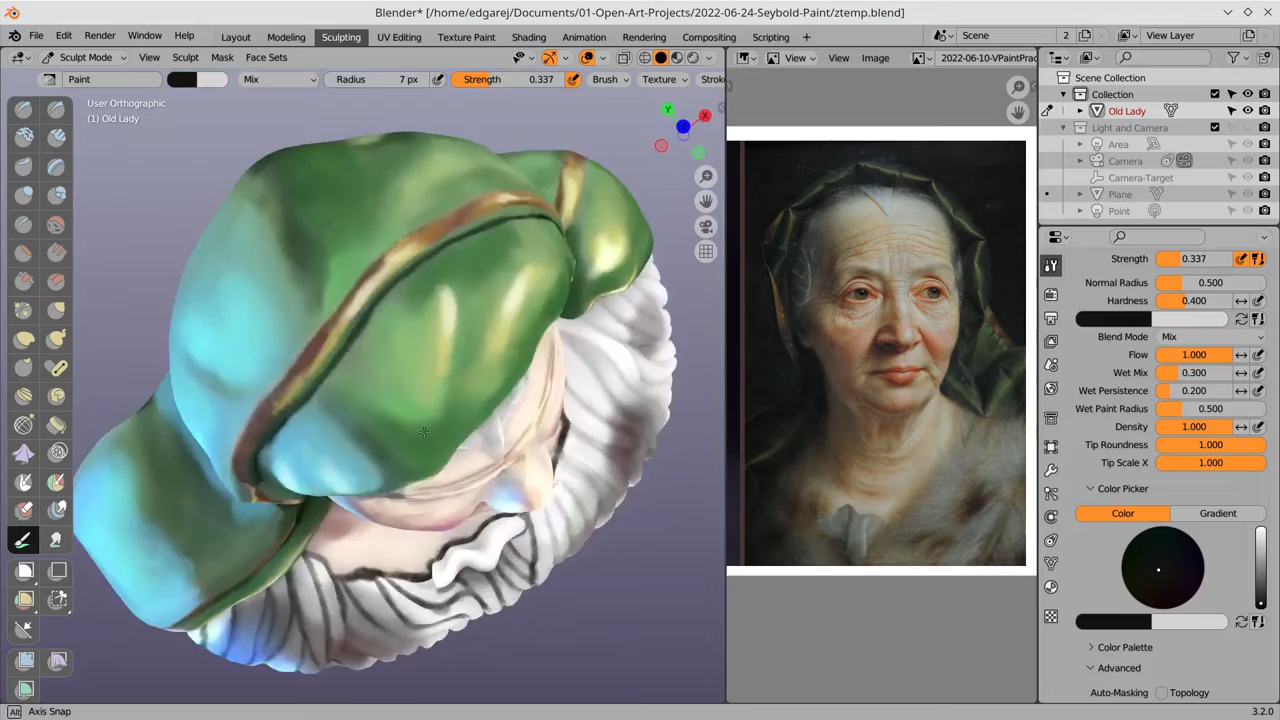 Blender* [/home/edgarej/Documents/01-Open-Art-Projects/2022-06-24-Seybold-Paint/ztemp.blend]
File Edit Render Window Help Layout Modeling Sculpting UV Editing Texture Paint Shading Animation Rendering Compositing Scripting Scene 2 View Layer
Sculpt Mode View Sculpt Mask Face Sets View View Image 2022-06-10-VPaintPrac
Paint Mix Radius 7 px Strength 0.337 Brush Texture Strok
User Orthographic
(1) Old Lady
Y
X
Scene Collection
Collection
Old Lady
Light and Camera
Area
Camera
Camera-Target
Plane
Point
Strength 0.337
Normal Radius 0.500
Hardness 0.400
Blend Mode Mix
Flow 1.000
Wet Mix 0.300
Wet Persistence 0.200
Wet Paint Radius 0.500
Density 1.000
Tip Roundness 1.000
Tip Scale X 1.000
Color Picker
Color Gradient
Color Palette
Advanced
Auto-Masking Topology
Alt Axis Snap 3.2.0